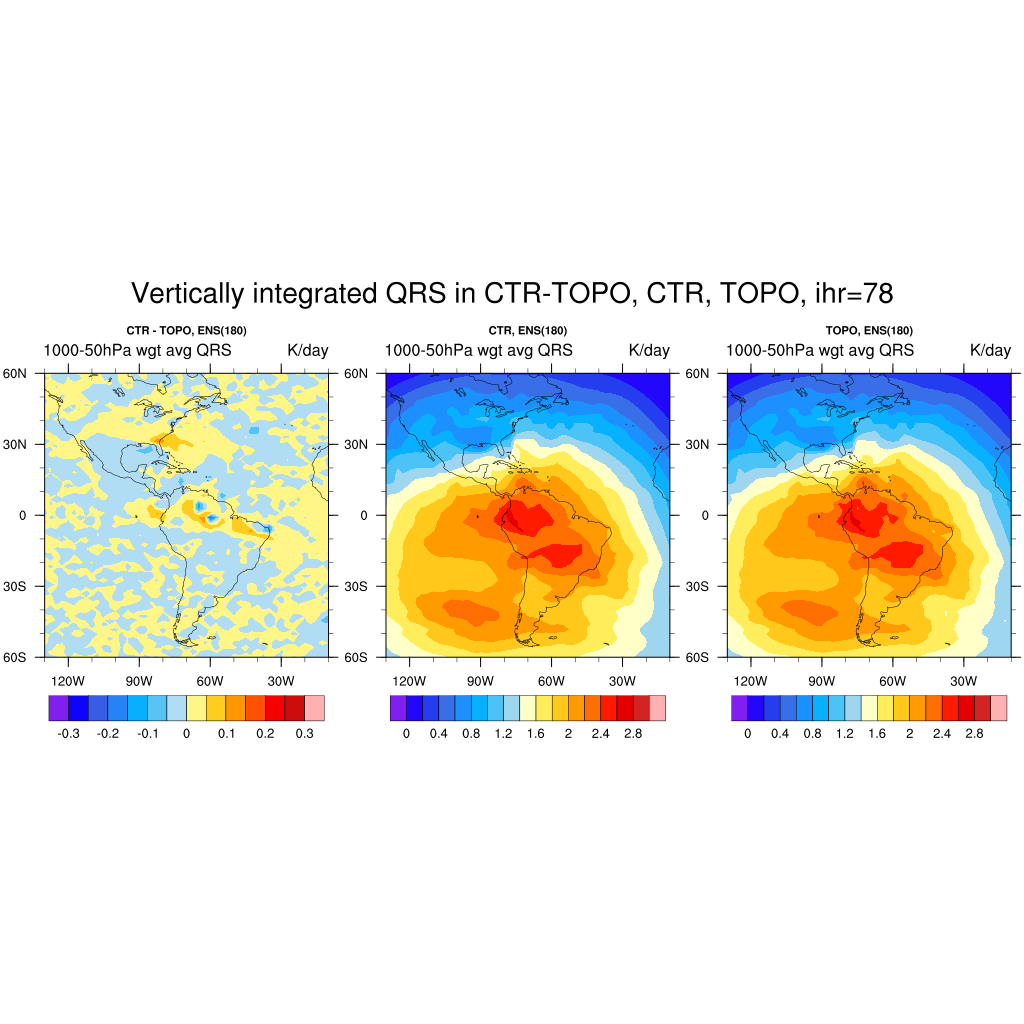 Vertically integrated QRS in CTR-TOPO, CTR, TOPO, ihr=78
CTR - TOPO, ENS(180)
1000-50hPa wgt avg QRS K/day
60N
30N
0
30S
60S
120W 90W 60W 30W
-0.3 -0.2 -0.1 0 0.1 0.2 0.3
CTR, ENS(180)
1000-50hPa wgt avg QRS K/day
60N
30N
0
30S
60S
120W 90W 60W 30W
0 0.4 0.8 1.2 1.6 2 2.4 2.8
TOPO, ENS(180)
1000-50hPa wgt avg QRS K/day
60N
30N
0
30S
60S
120W 90W 60W 30W
0 0.4 0.8 1.2 1.6 2 2.4 2.8